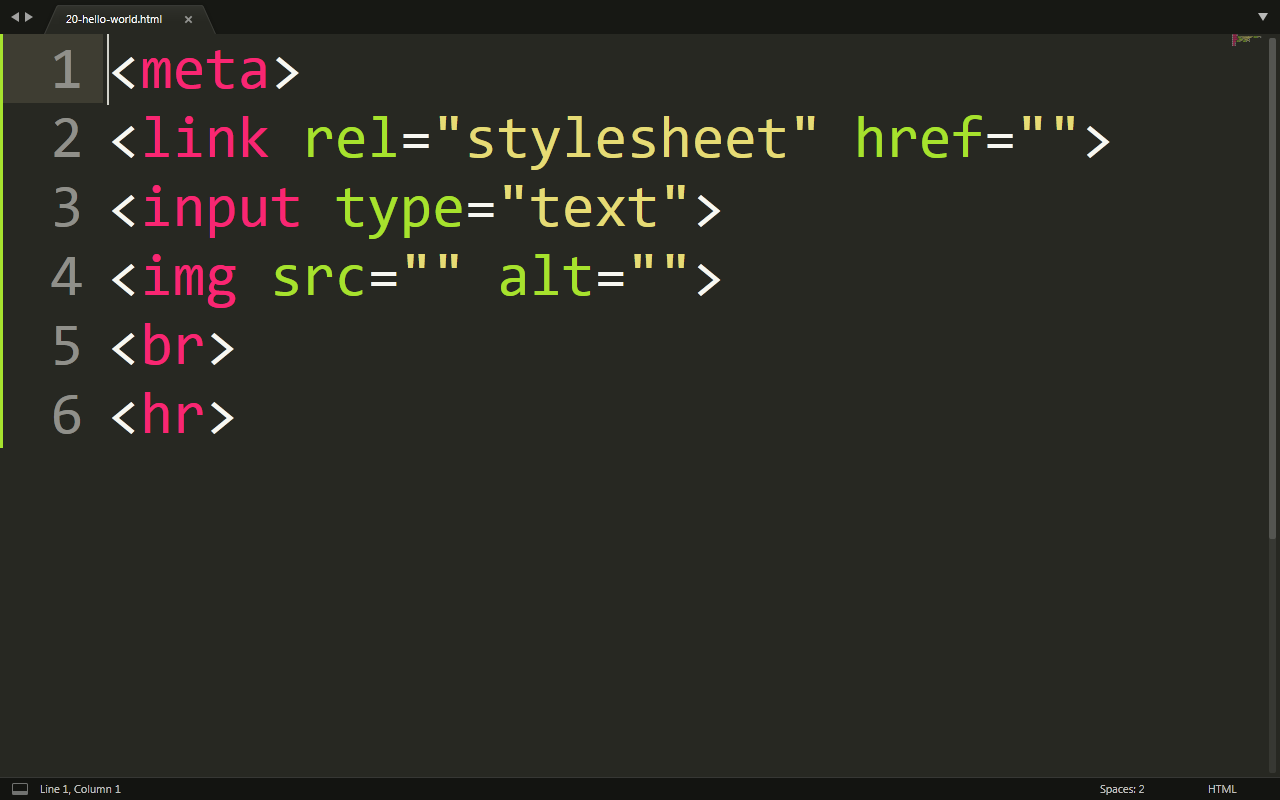 20-hello-world.html ×
1 <meta>
2 <link rel="stylesheet" href="">
3 <input type="text">
4 <img src="" alt="">
5 <br>
6 <hr>
Line 1, Column 1 Spaces: 2 HTML